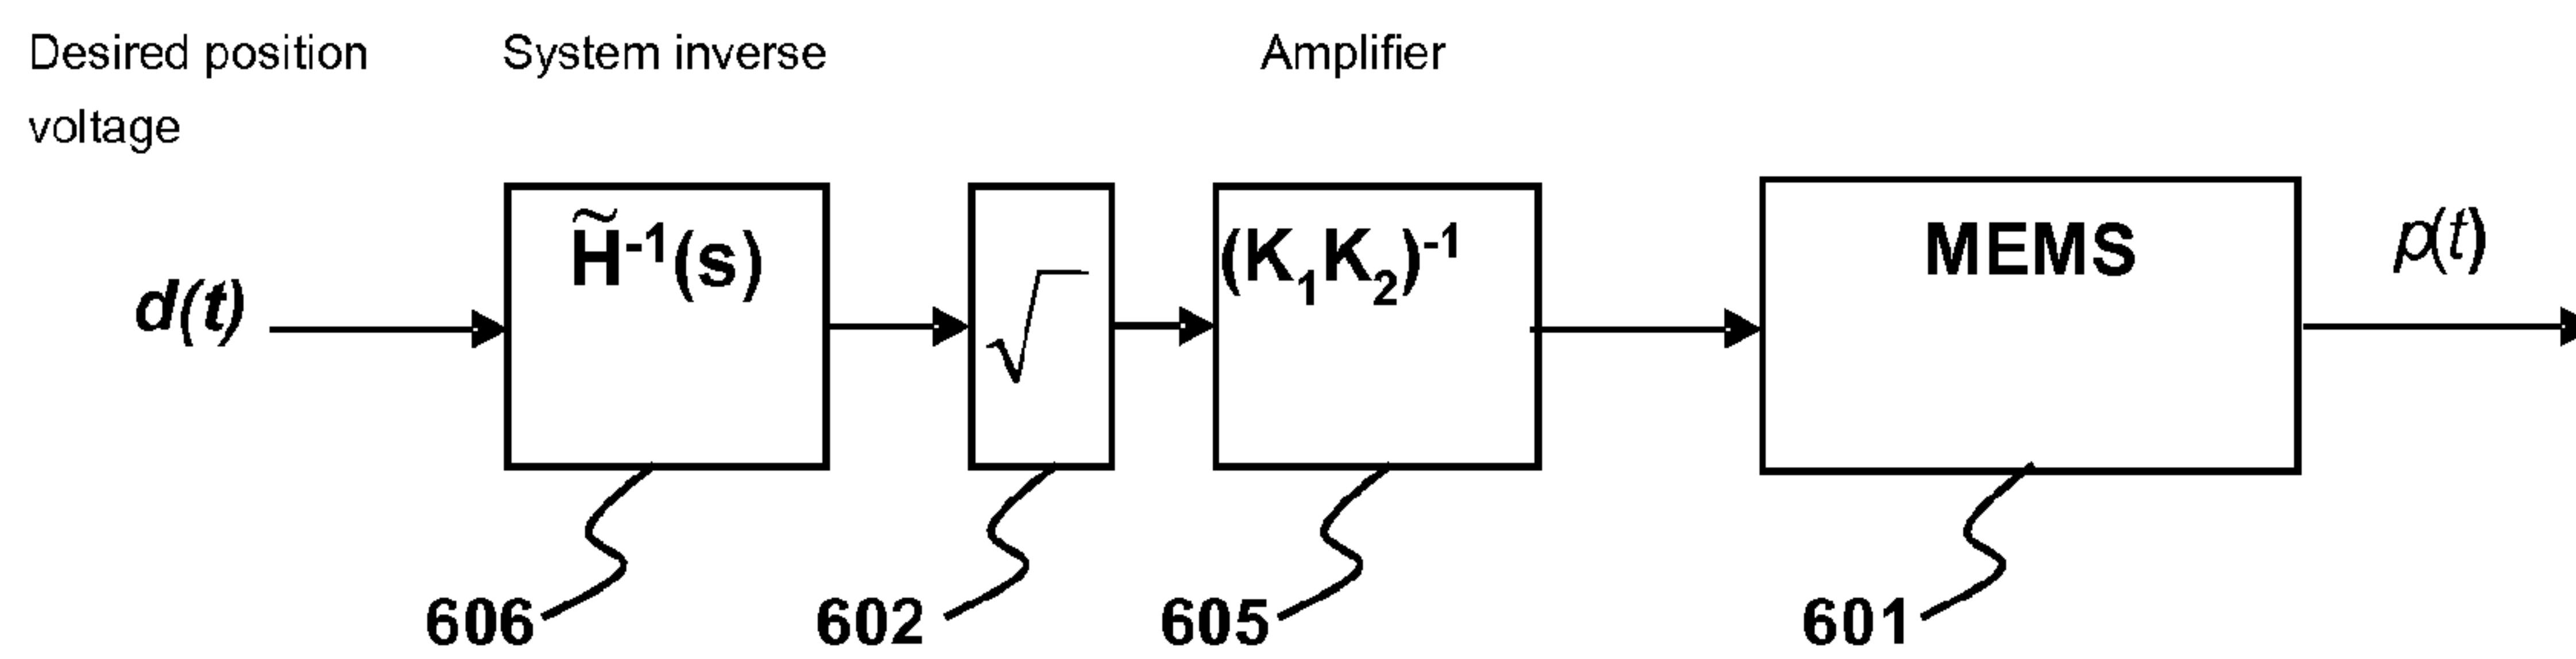 Desired position
voltage
System inverse
Amplifier
d(t)
H̃⁻¹(s)
√
(K₁K₂)⁻¹
MEMS
p(t)
606
602
605
601